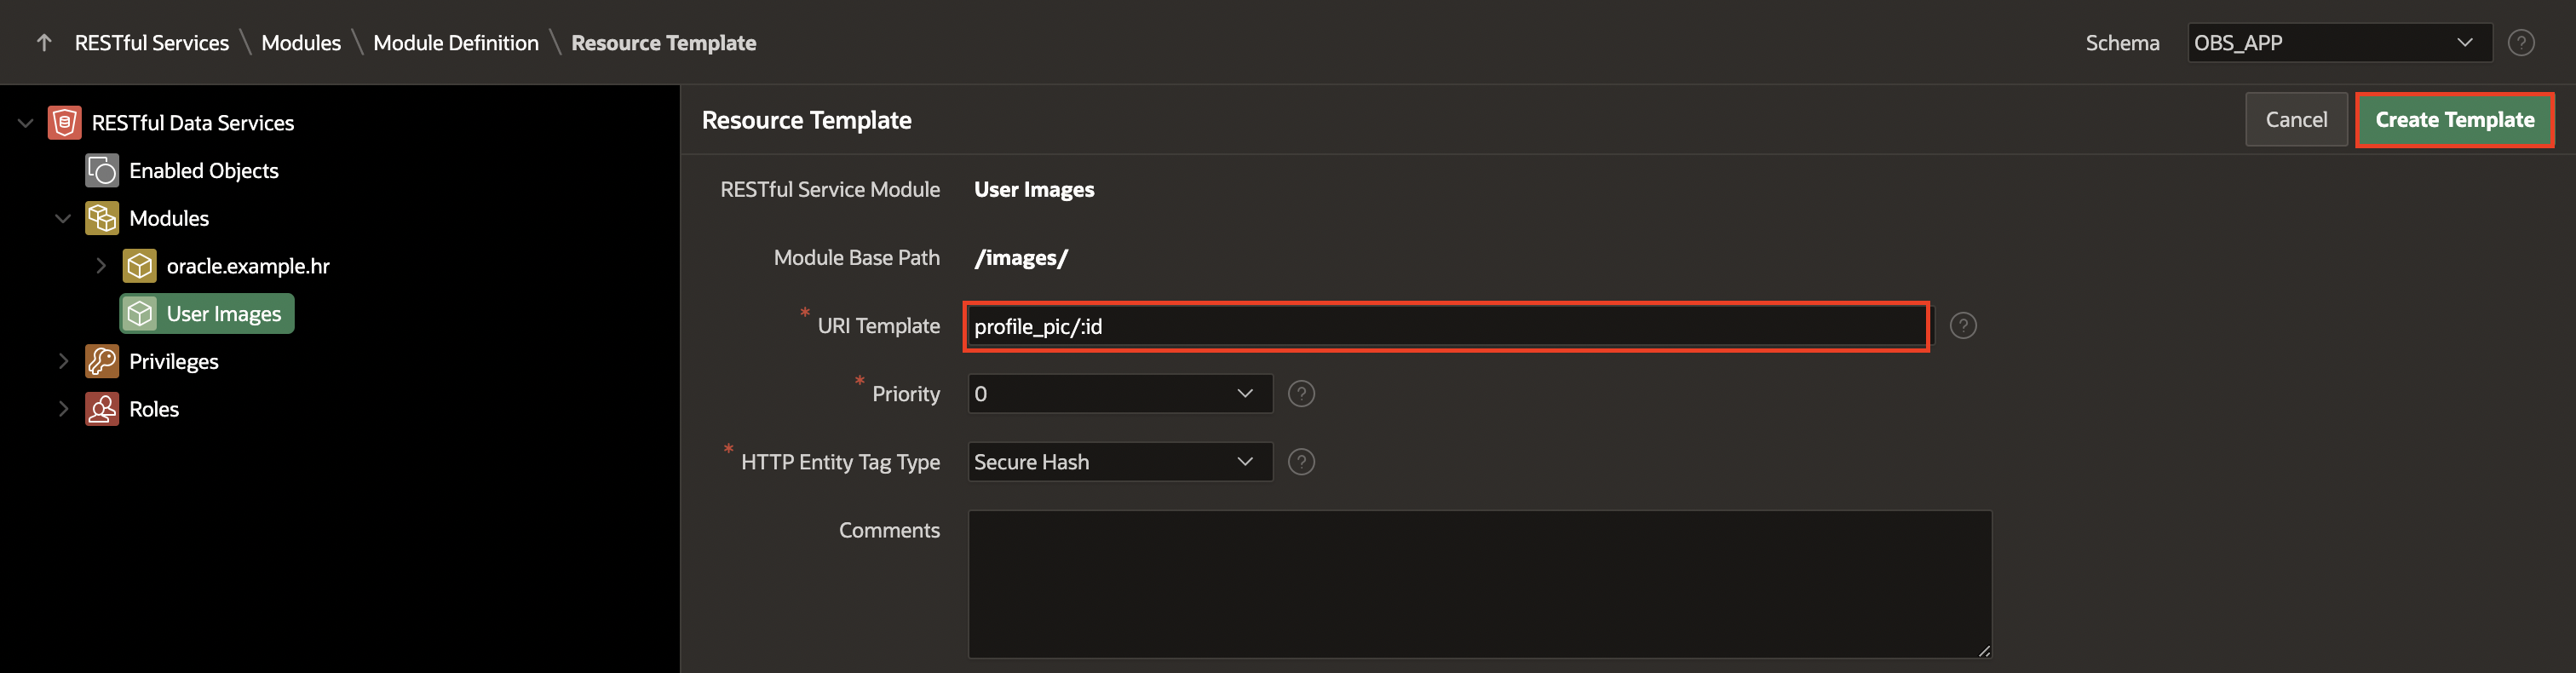 RESTful Services \ Modules \ Module Definition \ Resource Template
Schema OBS_APP ?
RESTful Data Services
Enabled Objects
Modules
oracle.example.hr
User Images
Privileges
Roles
Resource Template
Cancel
Create Template
RESTful Service Module User Images
Module Base Path /images/
* URI Template profile_pic/:id ?
* Priority 0 ?
* HTTP Entity Tag Type Secure Hash ?
Comments